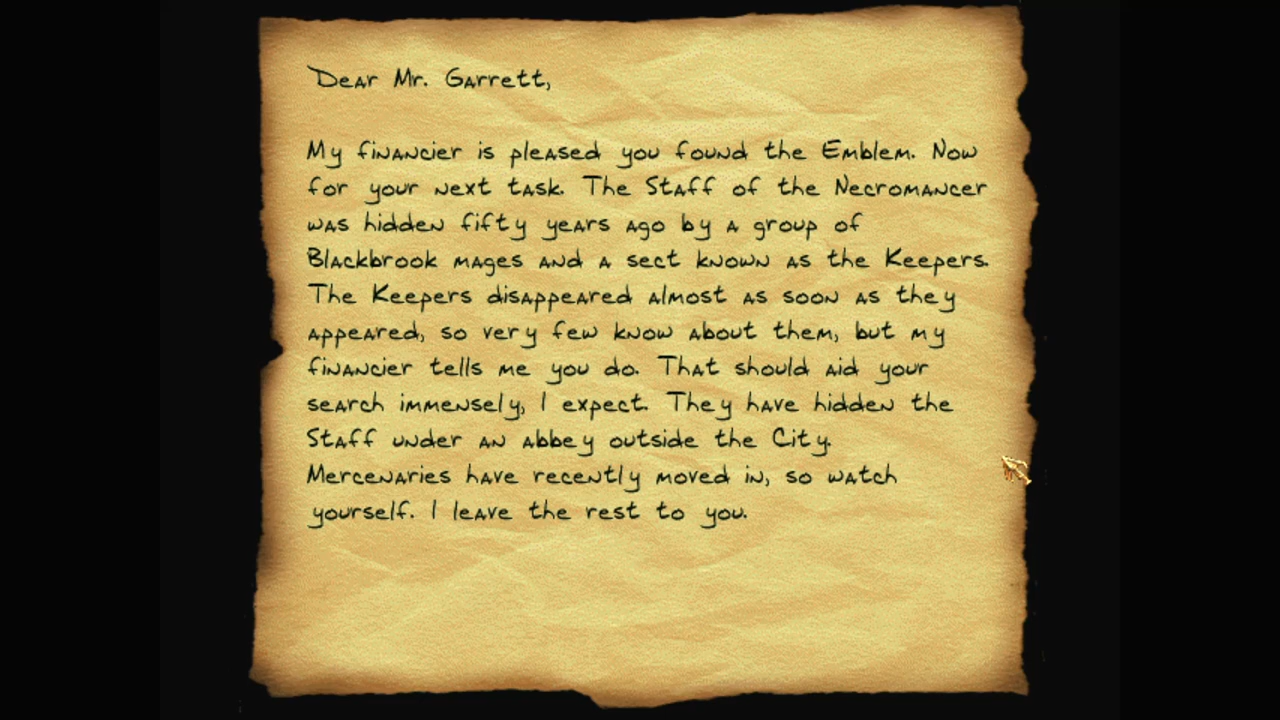 Dear Mr. Garrett,
My financier is pleased you found the Emblem. Now
for your next task. The Staff of the Necromancer
was hidden fifty years ago by a group of
Blackbrook mages and a sect known as the Keepers.
The Keepers disappeared almost as soon as they
appeared, so very few know about them, but my
financier tells me you do. That should aid your
search immensely, I expect. They have hidden the
Staff under an abbey outside the City.
Mercenaries have recently moved in, so watch
yourself. I leave the rest to you.